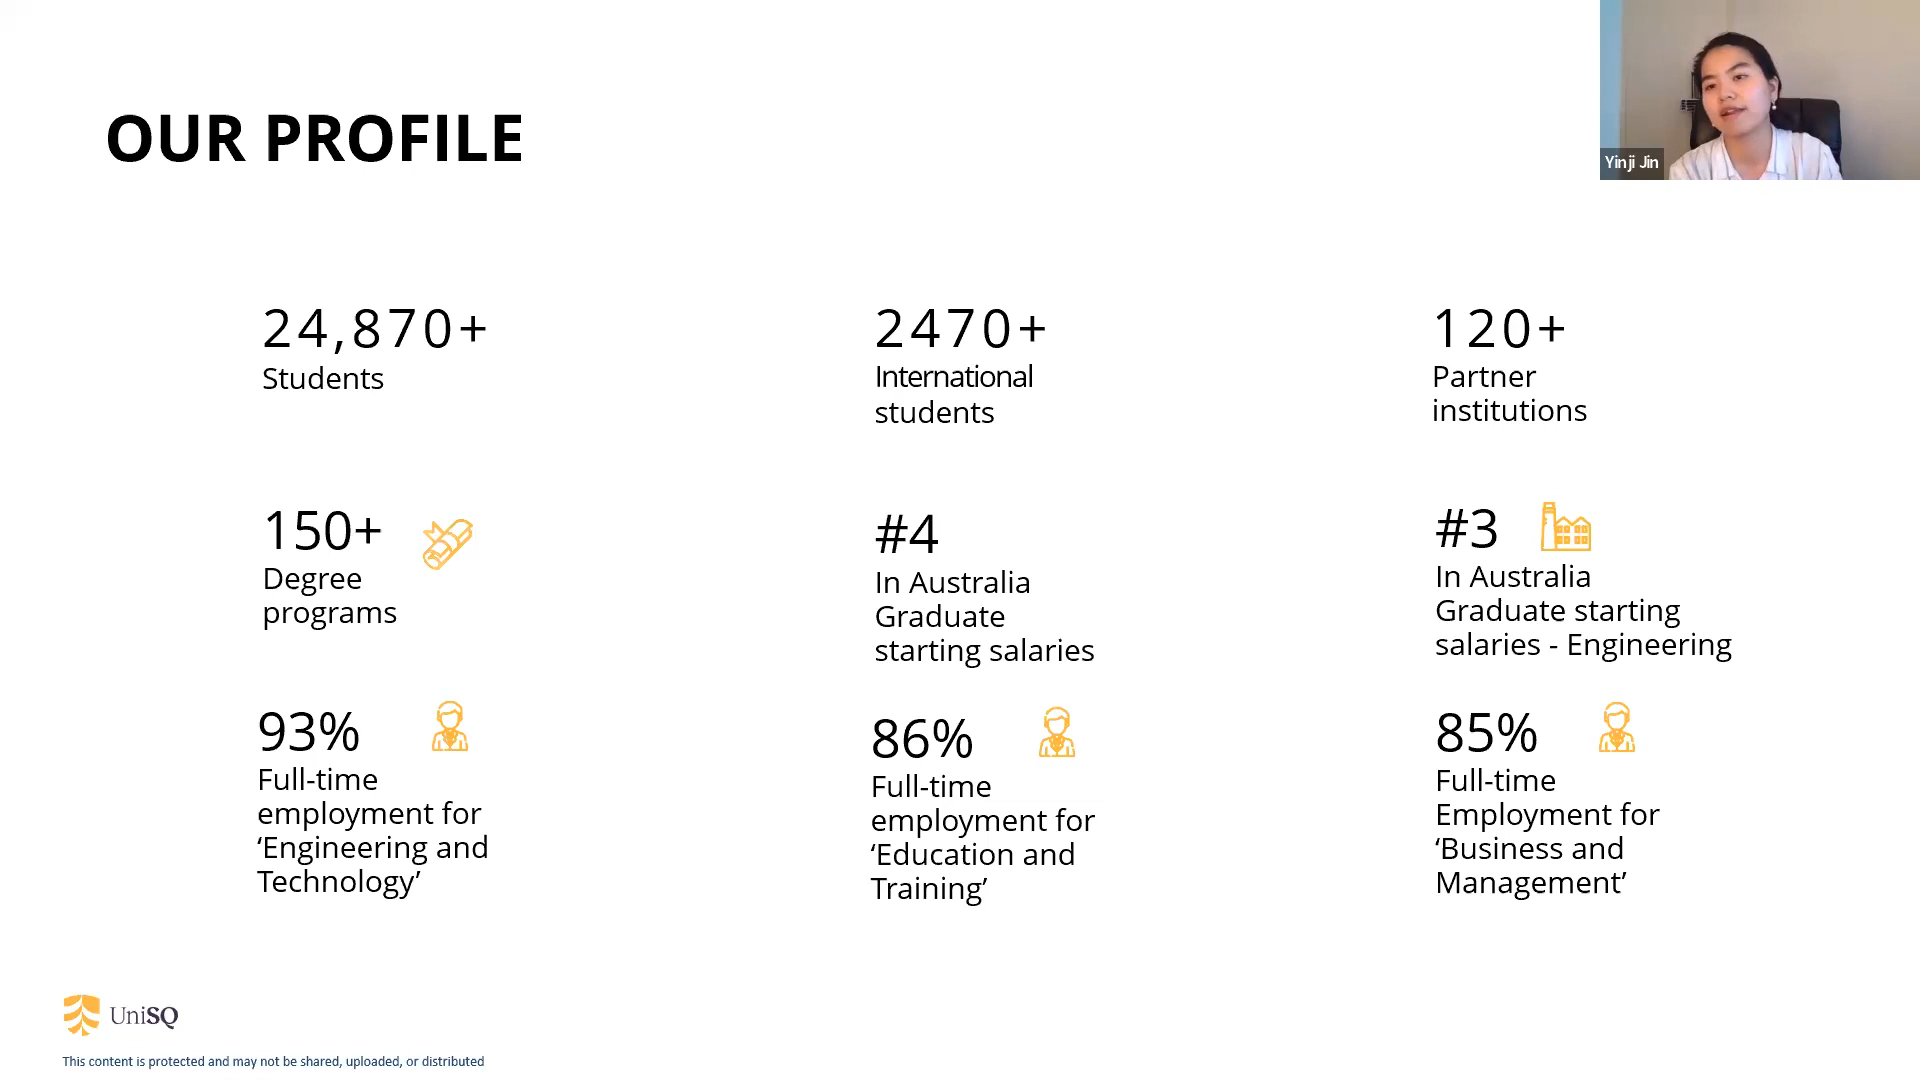 OUR PROFILE
Yinji Jin
24,870+
Students
2470+
International
students
120+
Partner
institutions
150+
Degree
programs
#4
In Australia
Graduate
starting salaries
#3
In Australia
Graduate starting
salaries - Engineering
93%
Full-time
employment for
‘Engineering and
Technology’
86%
Full-time
employment for
‘Education and
Training’
85%
Full-time
Employment for
‘Business and
Management’
UniSQ
This content is protected and may not be shared, uploaded, or distributed